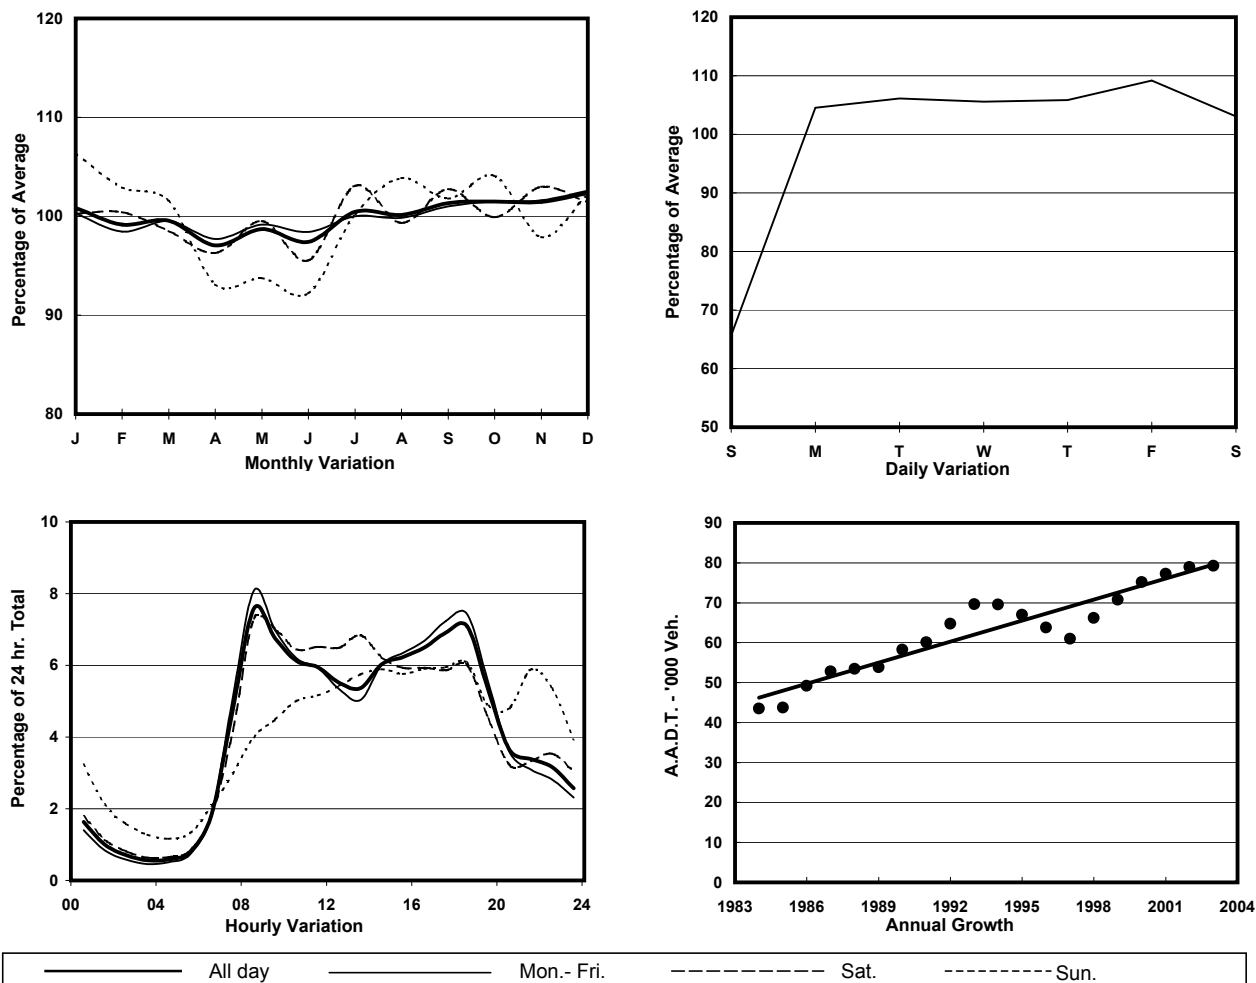 120
110
100
90
80
Percentage of Average
J F M A M J J A S O N D
Monthly Variation
120
110
100
90
80
70
60
50
Percentage of Average
S M T W T F S
Daily Variation
10
8
6
4
2
0
Percentage of 24 hr. Total
00 04 08 12 16 20 24
Hourly Variation
90
80
70
60
50
40
30
20
10
0
A.A.D.T. - '000 Veh.
1983 1986 1989 1992 1995 1998 2001 2004
Annual Growth
All day Mon.- Fri. Sat. Sun.